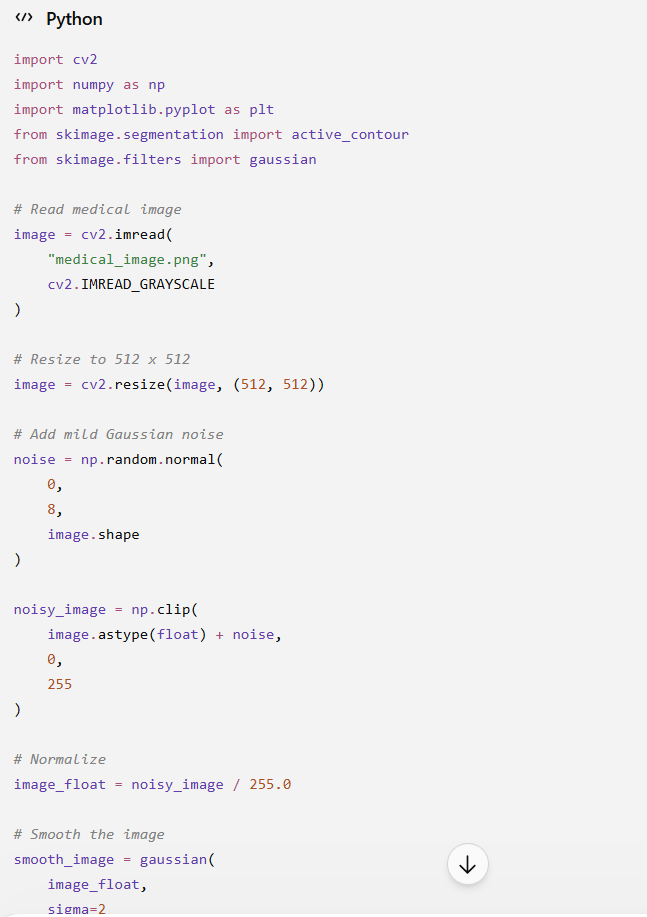 </> Python
import cv2
import numpy as np
import matplotlib.pyplot as plt
from skimage.segmentation import active_contour
from skimage.filters import gaussian

# Read medical image
image = cv2.imread(
    "medical_image.png",
    cv2.IMREAD_GRAYSCALE
)

# Resize to 512 x 512
image = cv2.resize(image, (512, 512))

# Add mild Gaussian noise
noise = np.random.normal(
    0,
    8,
    image.shape
)

noisy_image = np.clip(
    image.astype(float) + noise,
    0,
    255
)

# Normalize
image_float = noisy_image / 255.0

# Smooth the image
smooth_image = gaussian(
    image_float,
    sigma=2